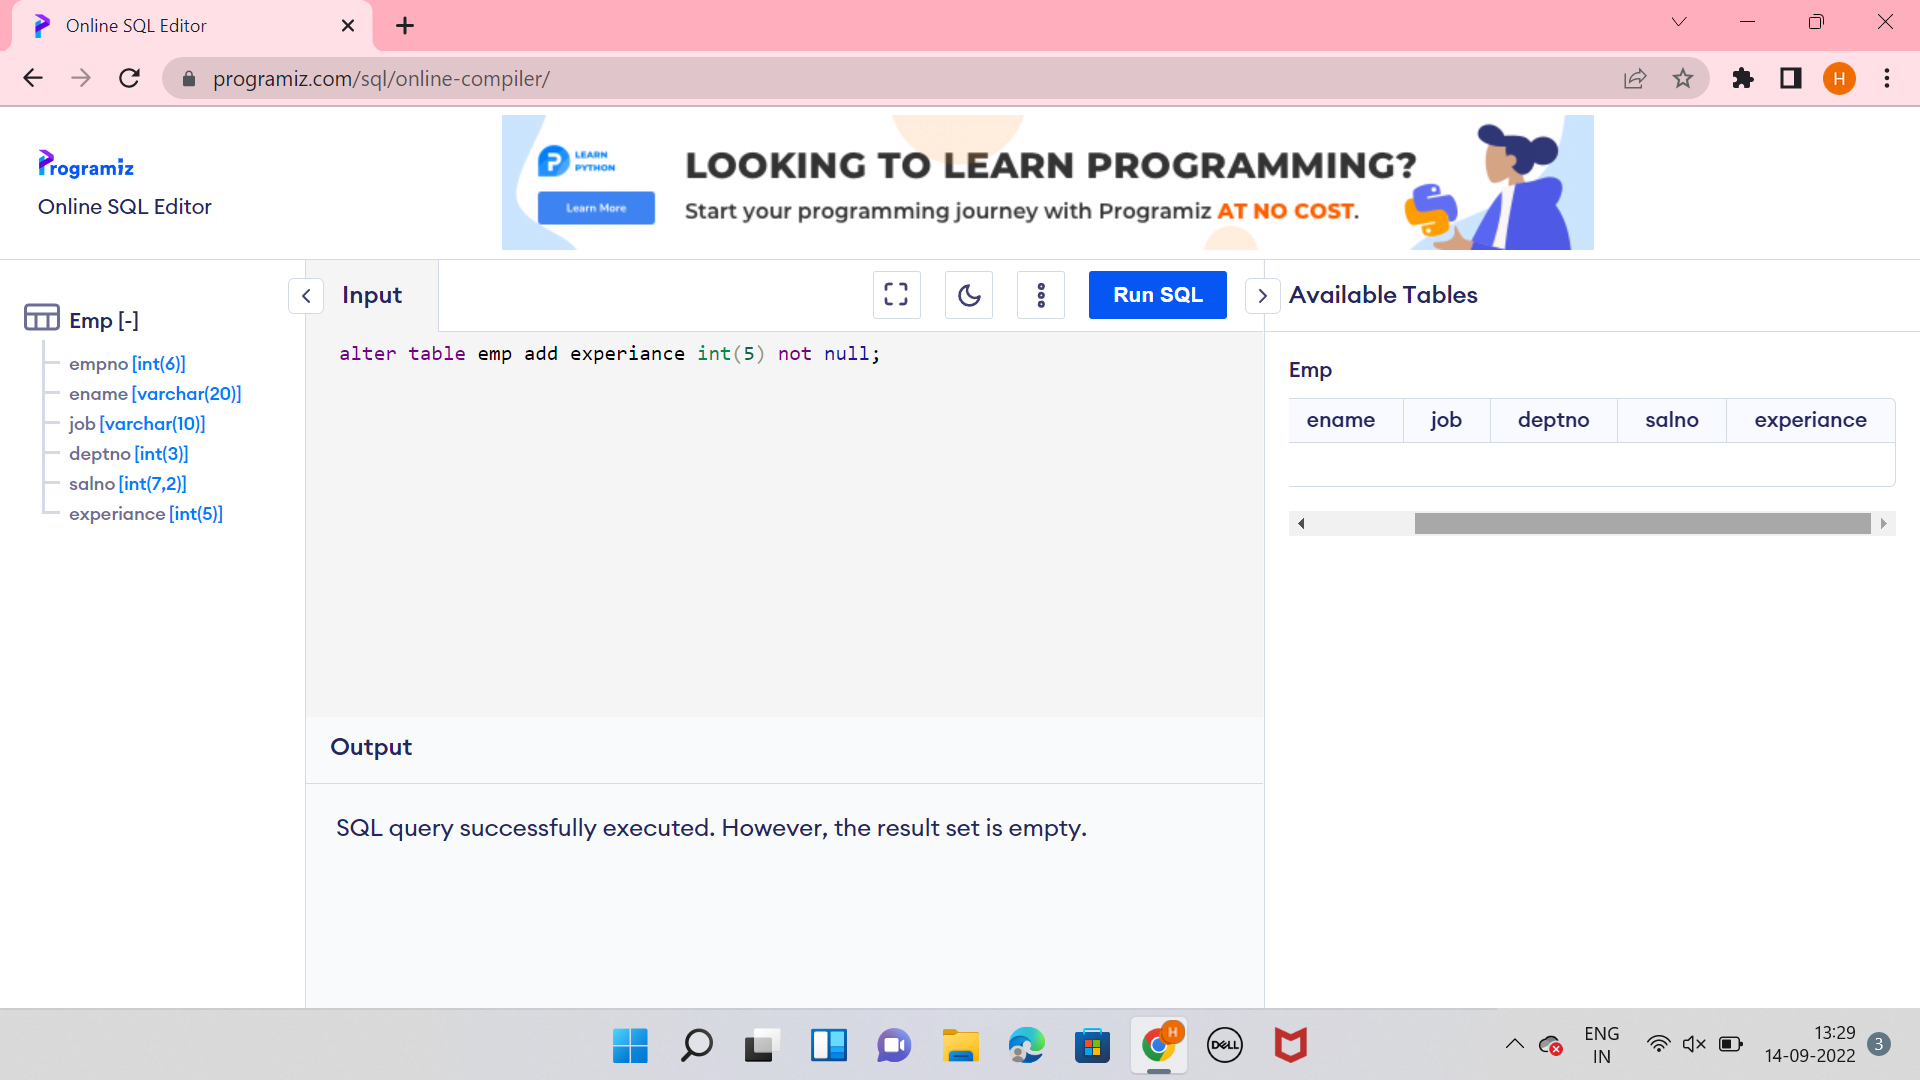 Online SQL Editor
programiz.com/sql/online-compiler/
H
Programiz
Online SQL Editor
LEARN
PYTHON
Learn More
LOOKING TO LEARN PROGRAMMING?
Start your programming journey with Programiz AT NO COST.
Emp [-]
empno [int(6)]
ename [varchar(20)]
job [varchar(10)]
deptno [int(3)]
salno [int(7,2)]
experiance [int(5)]
Input
Run SQL
alter table emp add experiance int(5) not null;
Output
SQL query successfully executed. However, the result set is empty.
Available Tables
Emp
ename job deptno salno experiance
H
DELL
ENG
IN
13:29
14-09-2022
3